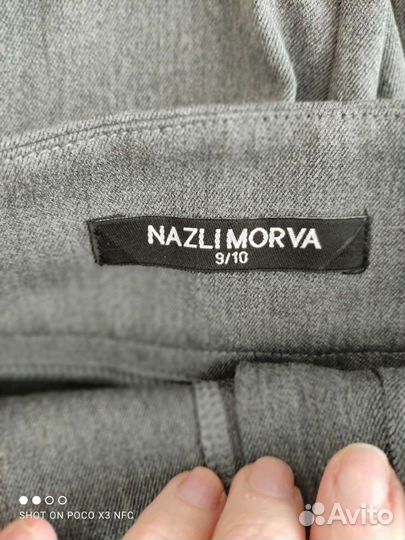 NAZLI MORVA
9/10
SHOT ON POCO X3 NFC
Avito